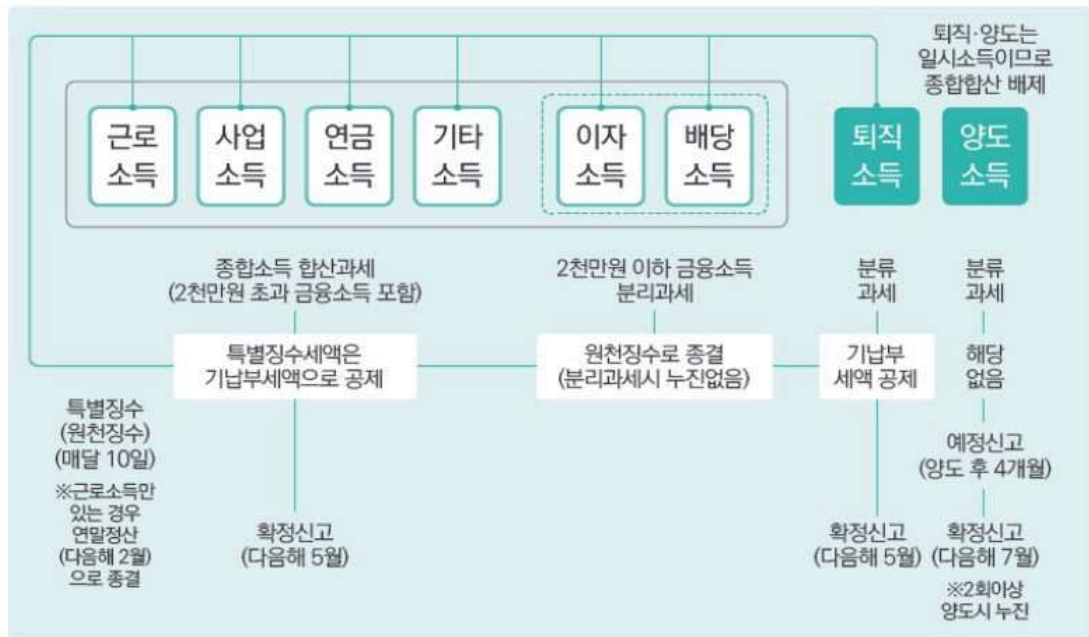 퇴직·양도는
일시소득이므로
종합합산 배제
근로
소득
사업
소득
연금
소득
기타
소득
이자
소득
배당
소득
퇴직
소득
양도
소득
종합소득 합산과세
(2천만원 초과 금융소득 포함)
2천만원 이하 금융소득
분리과세
분류
과세
분류
과세
특별징수세액은
기납부세액으로 공제
원천징수로 종결
(분리과세시 누진없음)
기납부
세액 공제
해당
없음
특별징수
(원천징수)
(매달 10일)
※근로소득만
있는 경우
연말정산
(다음해 2월)
으로 종결
예정신고
(양도 후 4개월)
확정신고
(다음해 5월)
확정신고
(다음해 5월)
확정신고
(다음해 7월)
※2회이상
양도시 누진